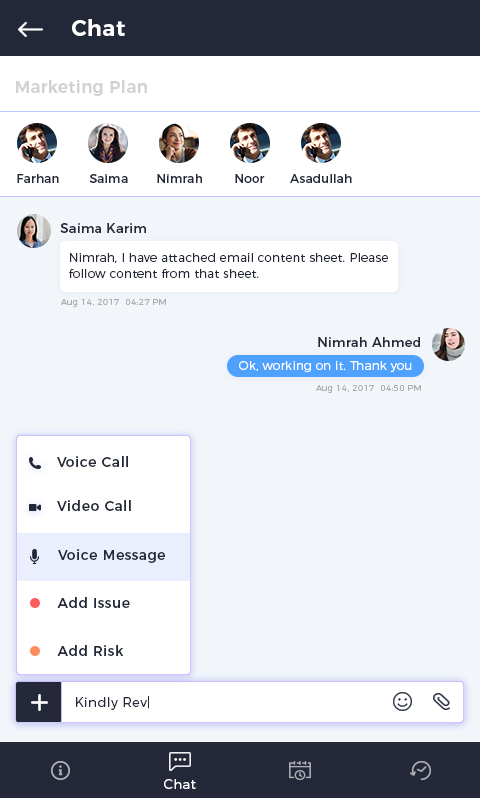 Chat
Marketing Plan
Farhan
Saima
Nimrah
Noor
Asadullah
Saima Karim
Nimrah, I have attached email content sheet. Please
follow content from that sheet.
Aug 14, 2017 04:27 PM
Nimrah Ahmed
Ok, working on it. Thank you
Aug 14, 2017 04:50 PM
Voice Call
Video Call
Voice Message
Add Issue
Add Risk
Kindly Rev
Chat